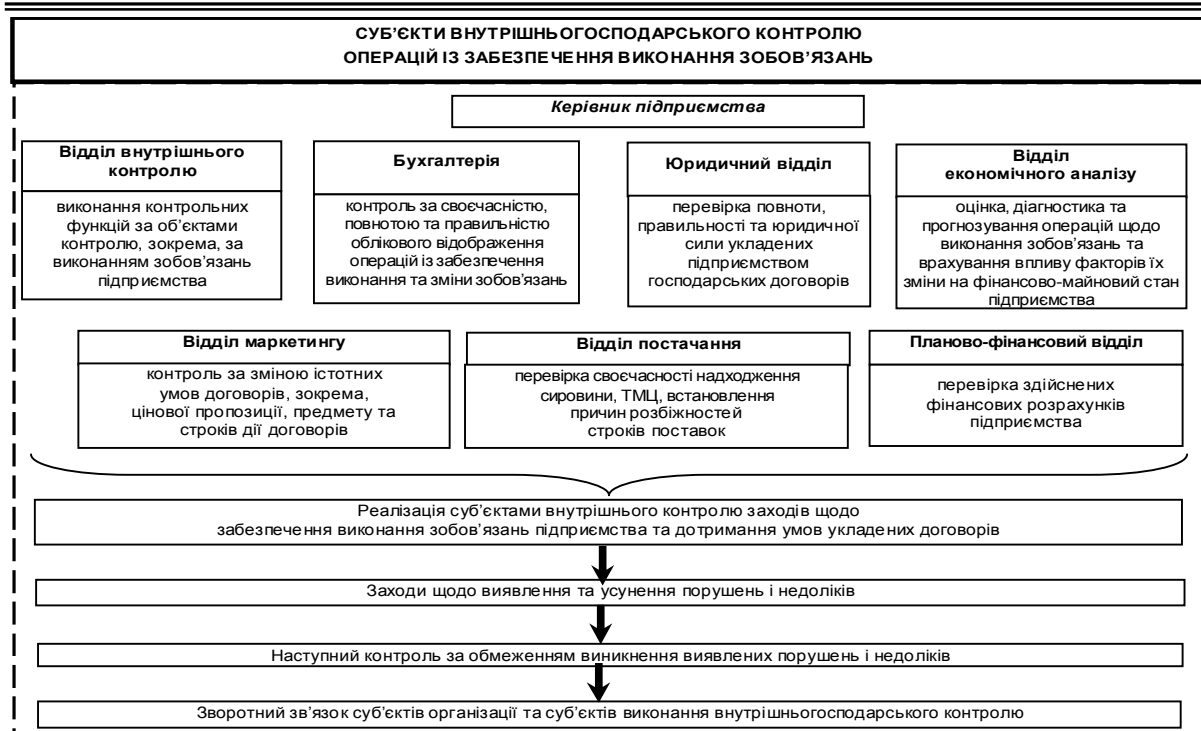 СУБ’ЄКТИ ВНУТРІШНЬОГОСПОДАРСЬКОГО КОНТРОЛЮ
ОПЕРАЦІЙ ІЗ ЗАБЕЗПЕЧЕННЯ ВИКОНАННЯ ЗОБОВ’ЯЗАНЬ
Керівник підприємства
Відділ внутрішнього
контролю
виконання контрольних
функцій за об’єктами
контролю, зокрема, за
виконанням зобов’язань
підприємства
Бухгалтерія
контроль за своєчасністю,
повнотою та правильністю
облікового відображення
операцій із забезпечення
виконання та зміни зобов’язань
Юридичний відділ
перевірка повноти,
правильності та юридичної
сили укладених
підприємством
господарських договорів
Відділ
економічного аналізу
оцінка, діагностика та
прогнозування операцій щодо
виконання зобов’язань та
врахування впливу факторів їх
зміни на фінансово-майновий стан
підприємства
Відділ маркетингу
контроль за зміною істотних
умов договорів, зокрема,
цінової пропозиції, предмету та
строків дії договорів
Відділ постачання
перевірка своєчасності надходження
сировини, ТМЦ, встановлення
причин розбіжностей
строків поставок
Планово-фінансовий відділ
перевірка здійснених
фінансових розрахунків
підприємства
Реалізація суб’єктами внутрішнього контролю заходів щодо
забезпечення виконання зобов’язань підприємства та дотримання умов укладених договорів
Заходи щодо виявлення та усунення порушень і недоліків
Наступний контроль за обмеженням виникнення виявлених порушень і недоліків
Зворотний зв’язок суб’єктів організації та суб’єктів виконання внутрішньогосподарського контролю